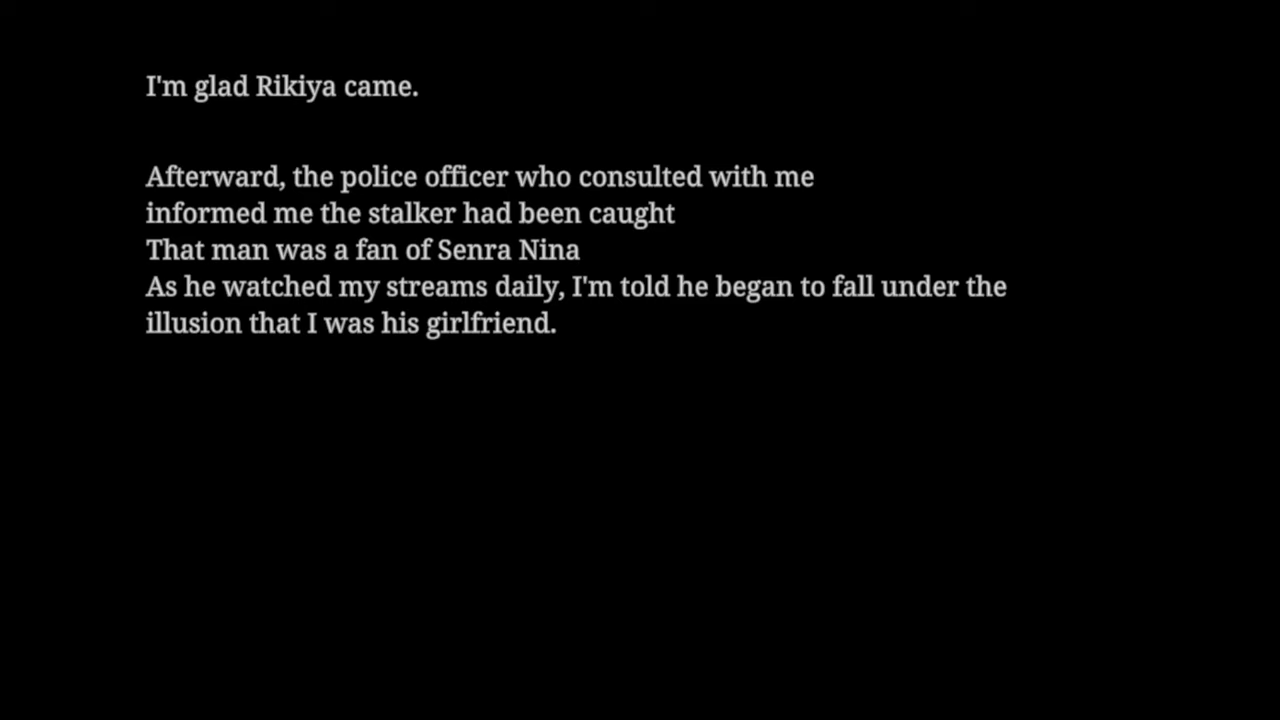 I'm glad Rikiya came.
Afterward, the police officer who consulted with me
informed me the stalker had been caught
That man was a fan of Senra Nina
As he watched my streams daily, I'm told he began to fall under the
illusion that I was his girlfriend.